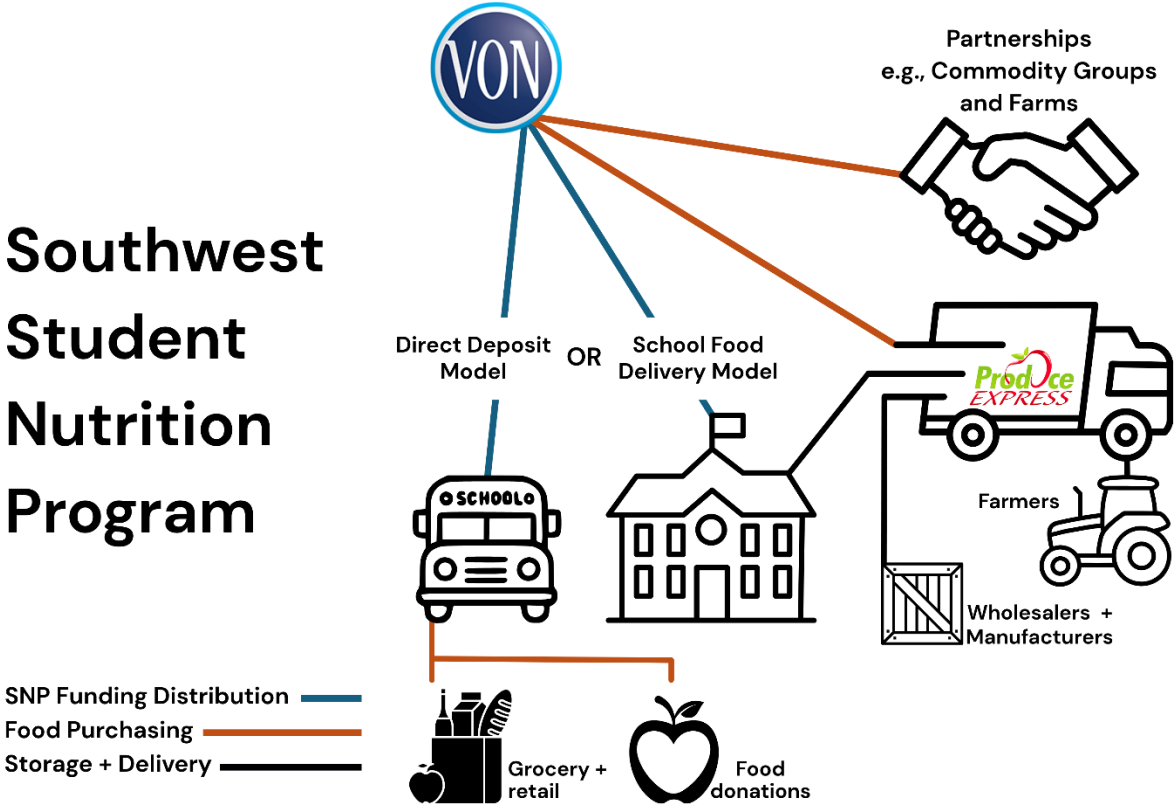 VON
Partnerships
e.g., Commodity Groups
and Farms
Southwest
Student
Nutrition
Program
Direct Deposit
Model
OR
School Food
Delivery Model
Produce
EXPRESS
SCHOOL
Farmers
Wholesalers +
Manufacturers
SNP Funding Distribution
Food Purchasing
Storage + Delivery
Grocery +
retail
Food
donations